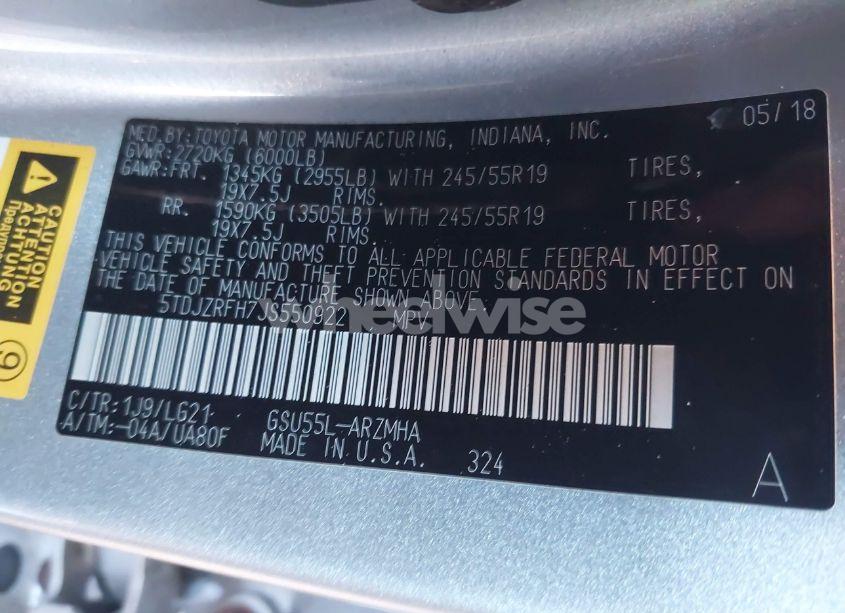 05/18
MFD. BY: TOYOTA MOTOR MANUFACTURING, INDIANA, INC.
GVWR: 2720KG (6000LB)
GAWR: FRT. 1345KG (2955LB) WITH 245/55R19 TIRES,
19X7.5J RIMS.
RR. 1590KG (3505LB) WITH 245/55R19 TIRES,
19X7.5J RIMS.
THIS VEHICLE CONFORMS TO ALL APPLICABLE FEDERAL MOTOR
VEHICLE SAFETY AND THEFT PREVENTION STANDARDS IN EFFECT ON
THE DATE OF MANUFACTURE SHOWN ABOVE.
5TDJZRFH7JS550922 MPV
C/TR: 1J9/LG21 GSU55L-ARZMHA
A/TM: -04A/UA80F MADE IN U.S.A. 324
A
CAUTION
ATTENTION
ACHTUNG
9
wheelwise